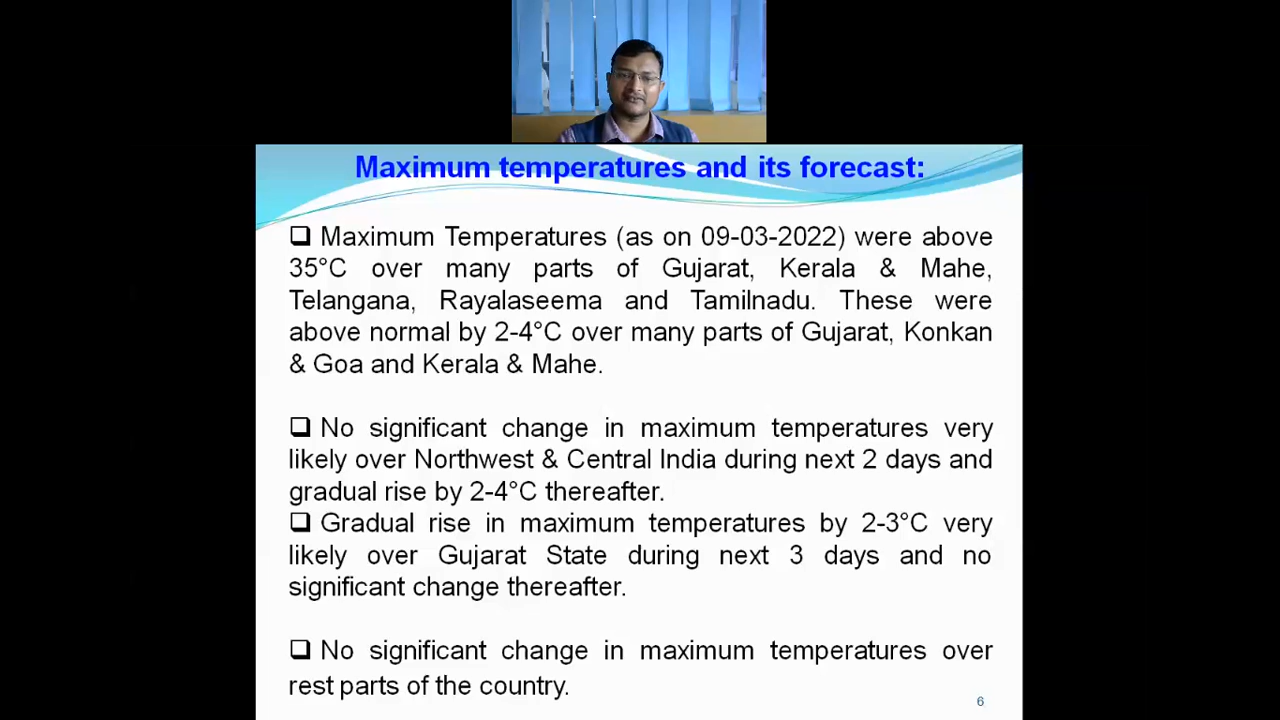 Maximum temperatures and its forecast:
❑ Maximum Temperatures (as on 09-03-2022) were above
35°C over many parts of Gujarat, Kerala & Mahe,
Telangana, Rayalaseema and Tamilnadu. These were
above normal by 2-4°C over many parts of Gujarat, Konkan
& Goa and Kerala & Mahe.
❑ No significant change in maximum temperatures very
likely over Northwest & Central India during next 2 days and
gradual rise by 2-4°C thereafter.
❑ Gradual rise in maximum temperatures by 2-3°C very
likely over Gujarat State during next 3 days and no
significant change thereafter.
❑ No significant change in maximum temperatures over
rest parts of the country.
6